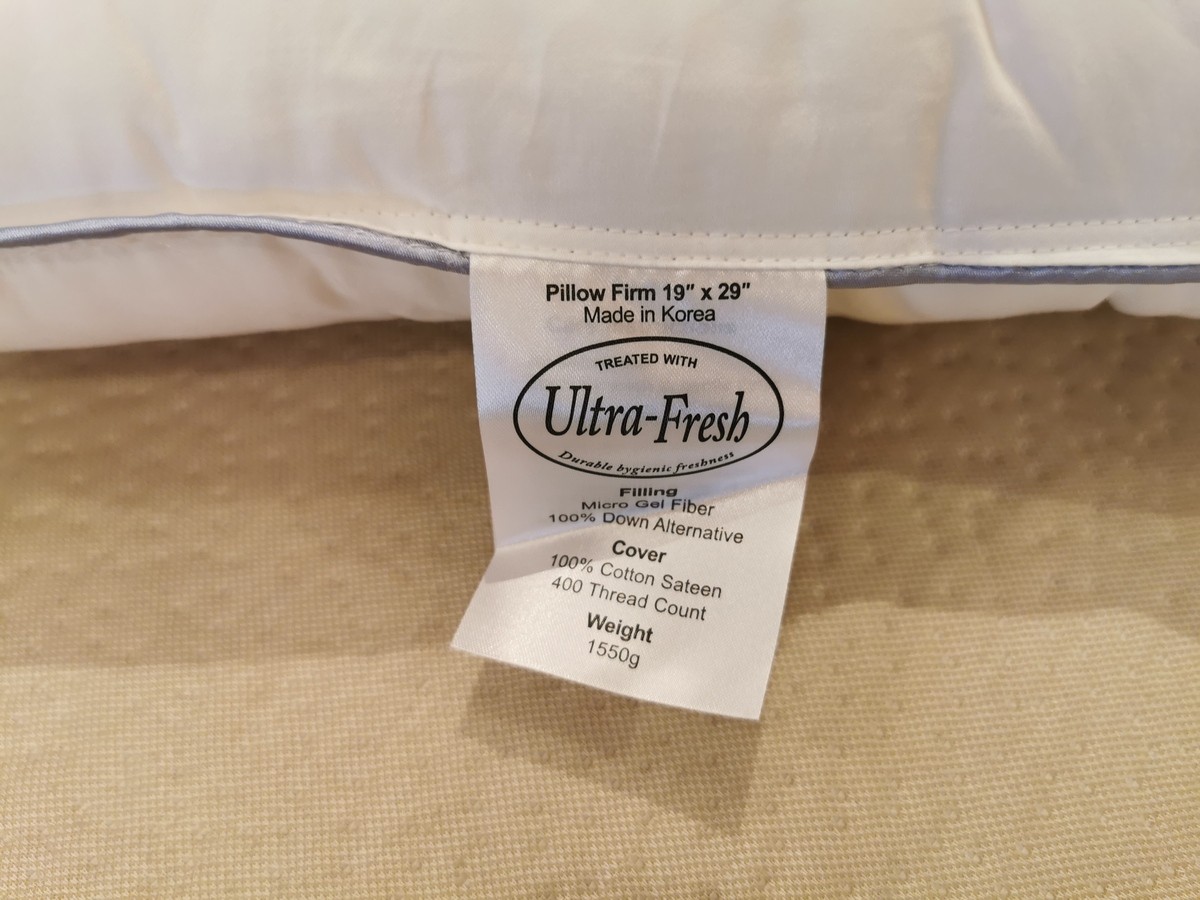 Pillow Firm 19" x 29"
Made in Korea
TREATED WITH
Ultra-Fresh
Durable hygienic freshness
Filling
Micro Gel Fiber
100% Down Alternative
Cover
100% Cotton Sateen
400 Thread Count
Weight
1550g